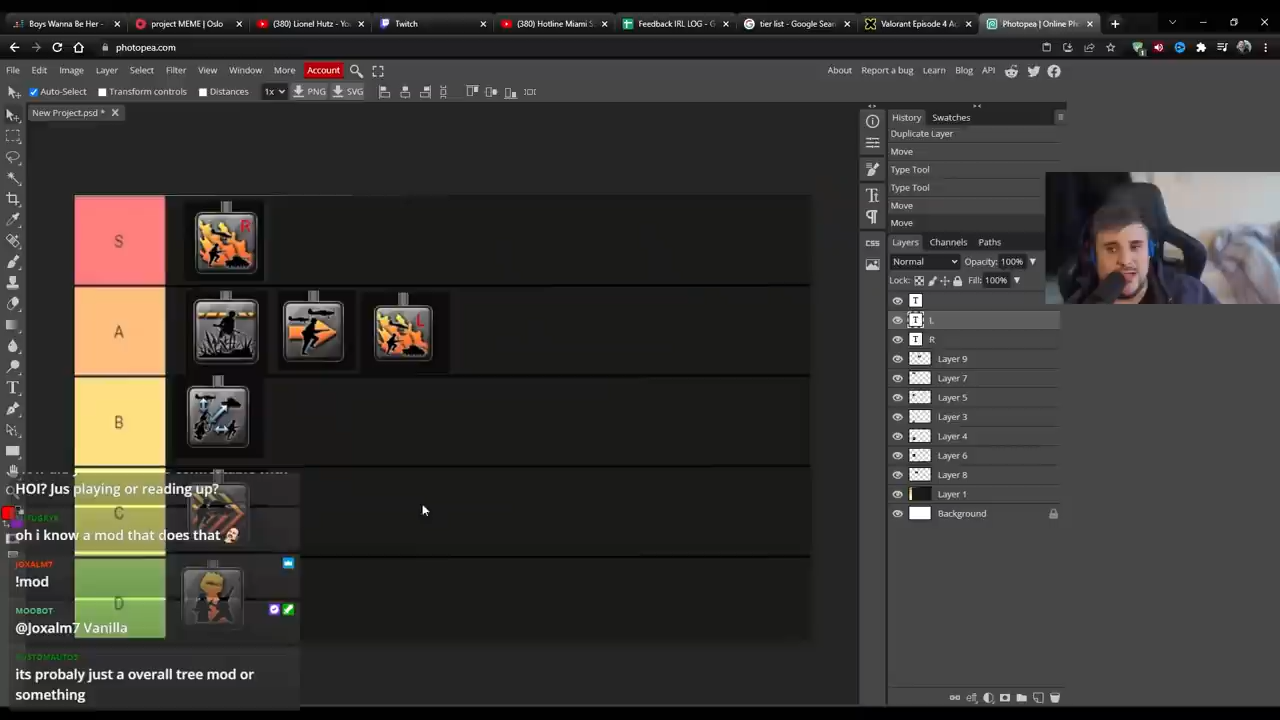 Boys Wanna Be Her -
project MEME | Oslo
(380) Lionel Hutz - Yo
Twitch
(380) Hotline Miami S
Feedback IRL LOG - G
tier list - Google Sear
Valorant Episode 4 Ac
Photopea | Online Ph
photopea.com
File Edit Image Layer Select Filter View Window More Account
About Report a bug Learn Blog API
Auto-Select Transform controls Distances 1x PNG SVG
New Project.psd *
History Swatches
Duplicate Layer
Move
Type Tool
Type Tool
Move
Move
Layers Channels Paths
Normal Opacity: 100%
Lock: Fill: 100%
T
T L
T R
Layer 9
Layer 7
Layer 5
Layer 3
Layer 4
Layer 6
Layer 8
Layer 1
Background
CSS
S
R
A
L
B
C
D
HOI? Jus playing or reading up?
oh i know a mod that does that
JOXALM7
!mod
MOOBOT
@Joxalm7 Vanilla
its probaly just a overall tree mod or
something